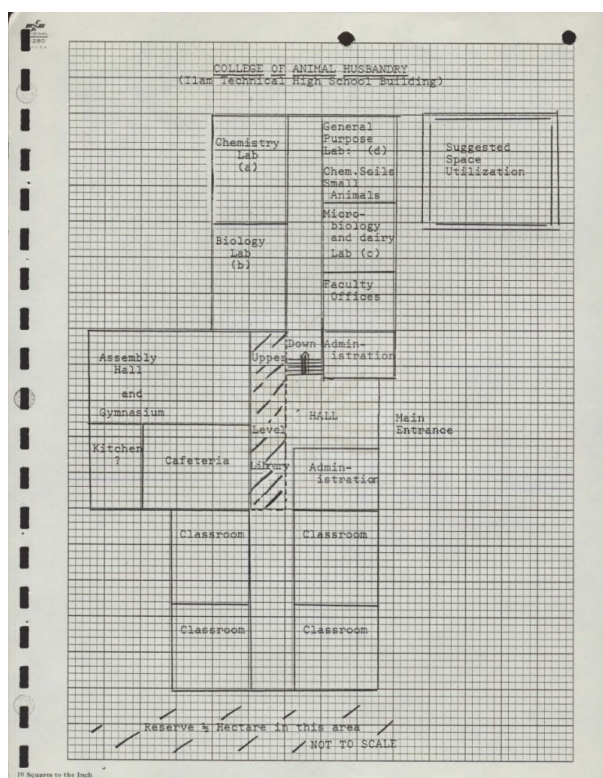 COLLEGE OF ANIMAL HUSBANDRY
(Ilam Technical High School Building)
Chemistry
Lab
(a)
General
Purpose
Lab: (d)
Chem.Soils
Small
Animals
Suggested
Space
Utilization
Biology
Lab
(b)
Micro-
biology
and dairy
Lab (c)
Faculty
Offices
Assembly
Hall
and
Gymnasium
Upper
Level
Library
Down
Admin-
istration
HALL
Main
Entrance
Kitchen
?
Cafeteria
Admin-
istration
Classroom
Classroom
Classroom
Classroom
Reserve ½ Hectare in this area
NOT TO SCALE
10 Squares to the Inch